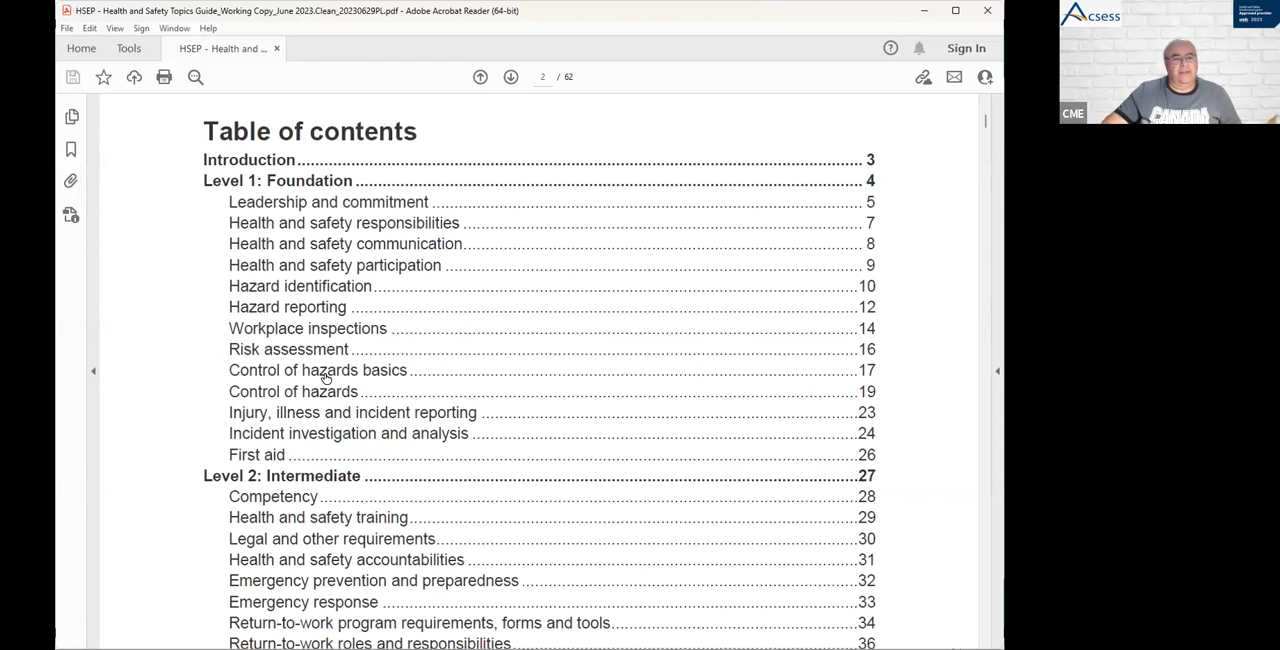 HSEP - Health and Safety Topics Guide_Working Copy_June 2023.Clean_20230629PL.pdf - Adobe Acrobat Reader (64-bit)
File Edit View Sign Window Help
Home Tools HSEP - Health and ... × Sign In
2 / 62
Table of contents
Introduction 3
Level 1: Foundation 4
Leadership and commitment 5
Health and safety responsibilities 7
Health and safety communication 8
Health and safety participation 9
Hazard identification 10
Hazard reporting 12
Workplace inspections 14
Risk assessment 16
Control of hazards basics 17
Control of hazards 19
Injury, illness and incident reporting 23
Incident investigation and analysis 24
First aid 26
Level 2: Intermediate 27
Competency 28
Health and safety training 29
Legal and other requirements 30
Health and safety accountabilities 31
Emergency prevention and preparedness 32
Emergency response 33
Return-to-work program requirements, forms and tools 34
Return-to-work roles and responsibilities 36
Acsess
Approved provider
wsib 2023
CANADA
CME